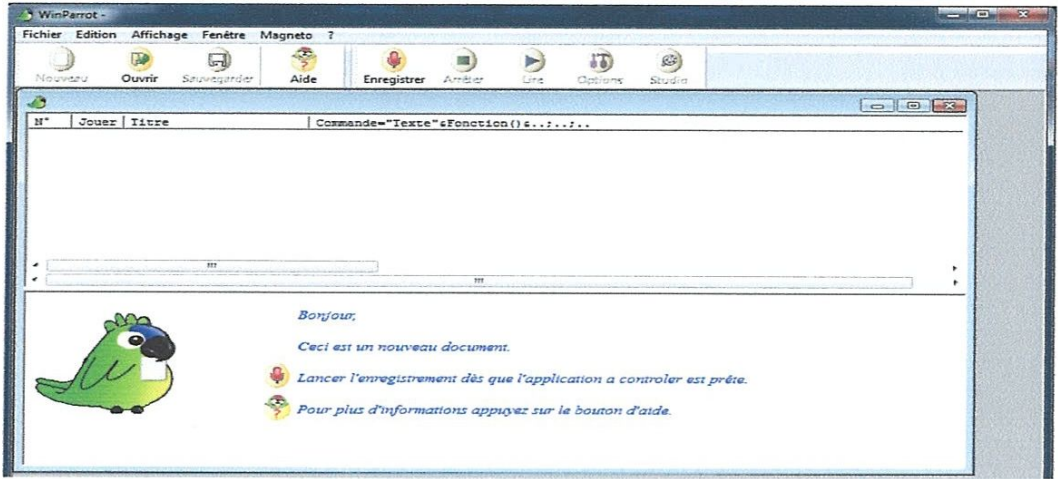 WinParrot -
Fichier Edition Affichage Fenêtre Magneto ?
Nouveau Ouvrir Sauvegarder Aide Enregistrer Arrêter Lire Options Studio
N° Jouer Titre Commande="Texte"&Fonction()&..;..;..
Bonjour,
Ceci est un nouveau document.
Lancer l'enregistrement dès que l'application a controler est prête.
Pour plus d'informations appuyez sur le bouton d'aide.